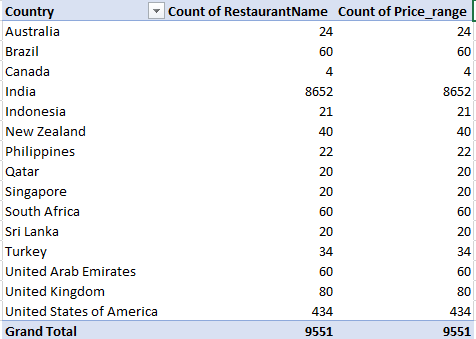 Country Count of RestaurantName Count of Price_range
Australia 24 24
Brazil 60 60
Canada 4 4
India 8652 8652
Indonesia 21 21
New Zealand 40 40
Philippines 22 22
Qatar 20 20
Singapore 20 20
South Africa 60 60
Sri Lanka 20 20
Turkey 34 34
United Arab Emirates 60 60
United Kingdom 80 80
United States of America 434 434
Grand Total 9551 9551